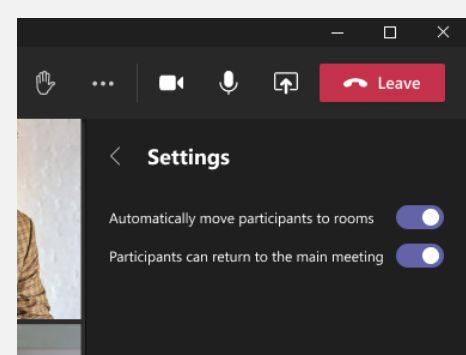 Leave
Settings
Automatically move participants to rooms
Participants can return to the main meeting